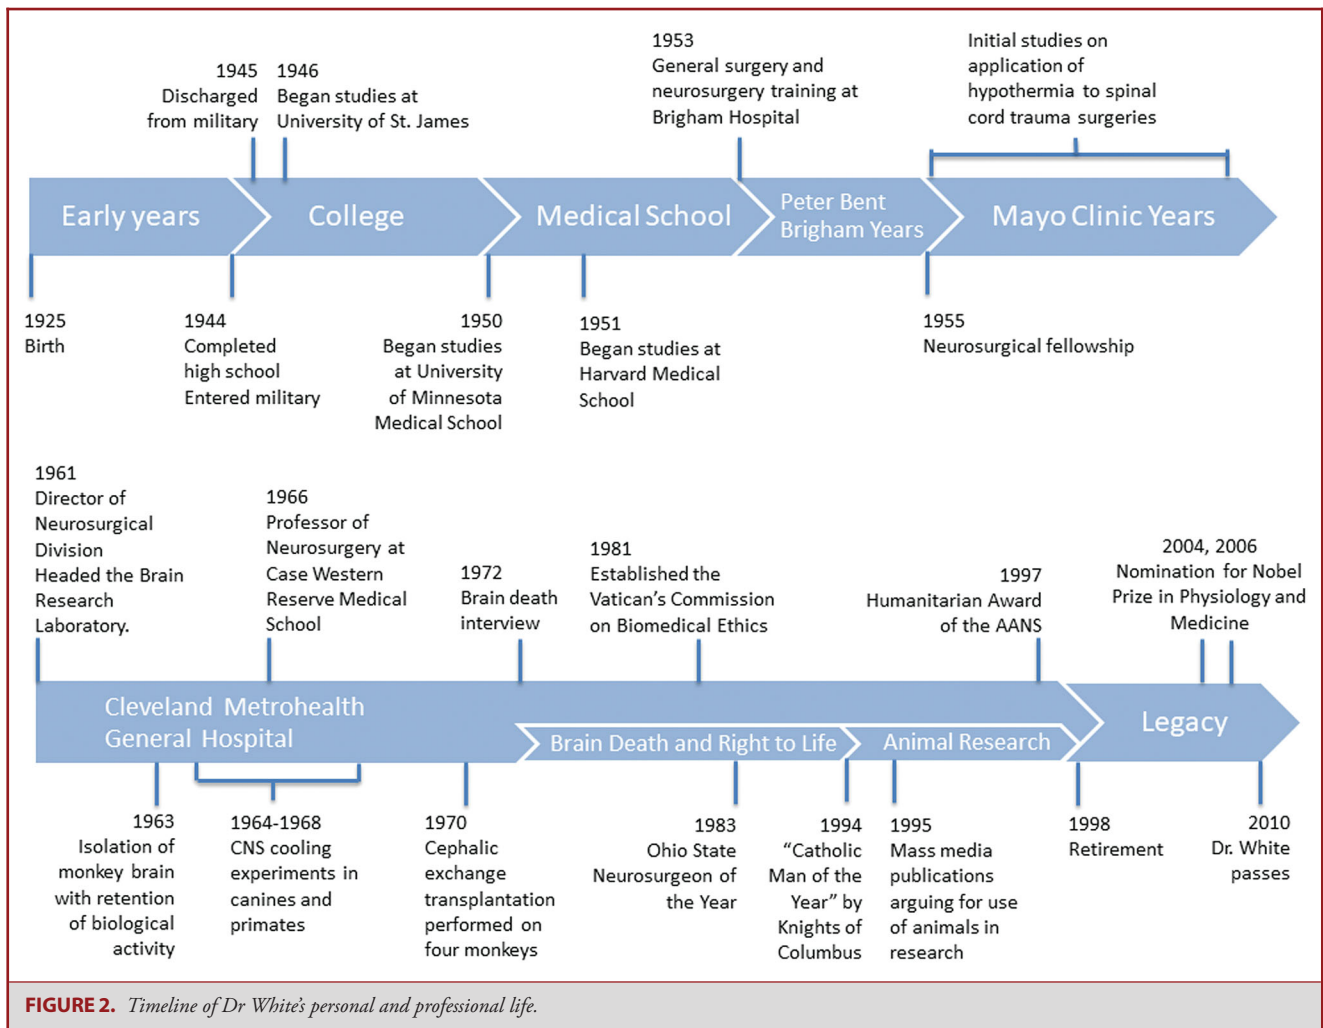 1945
Discharged
from military
1946
Began studies at
University of St. James
1953
General surgery and
neurosurgery training at
Brigham Hospital
Initial studies on
application of
hypothermia to spinal
cord trauma surgeries
Early years
College
Medical School
Peter Bent
Brigham Years
Mayo Clinic Years
1925
Birth
1944
Completed
high school
Entered military
1950
Began studies
at University
of Minnesota
Medical School
1951
Began studies at
Harvard Medical
School
1955
Neurosurgical fellowship
1961
Director of
Neurosurgical
Division
Headed the Brain
Research
Laboratory.
1966
Professor of
Neurosurgery at
Case Western
Reserve Medical
School
1972
Brain death
interview
1981
Established the
Vatican's Commission
on Biomedical Ethics
1997
Humanitarian Award
of the AANS
2004, 2006
Nomination for Nobel
Prize in Physiology and
Medicine
Cleveland Metrohealth
General Hospital
Brain Death and Right to Life
Animal Research
Legacy
1963
Isolation of
monkey brain
with retention
of biological
activity
1964-1968
CNS cooling
experiments in
canines and
primates
1970
Cephalic
exchange
transplantation
performed on
four monkeys
1983
Ohio State
Neurosurgeon of
the Year
1994
“Catholic
Man of the
Year” by
Knights of
Columbus
1995
Mass media
publications
arguing for use
of animals in
research
1998
Retirement
2010
Dr. White
passes
FIGURE 2. Timeline of Dr White's personal and professional life.